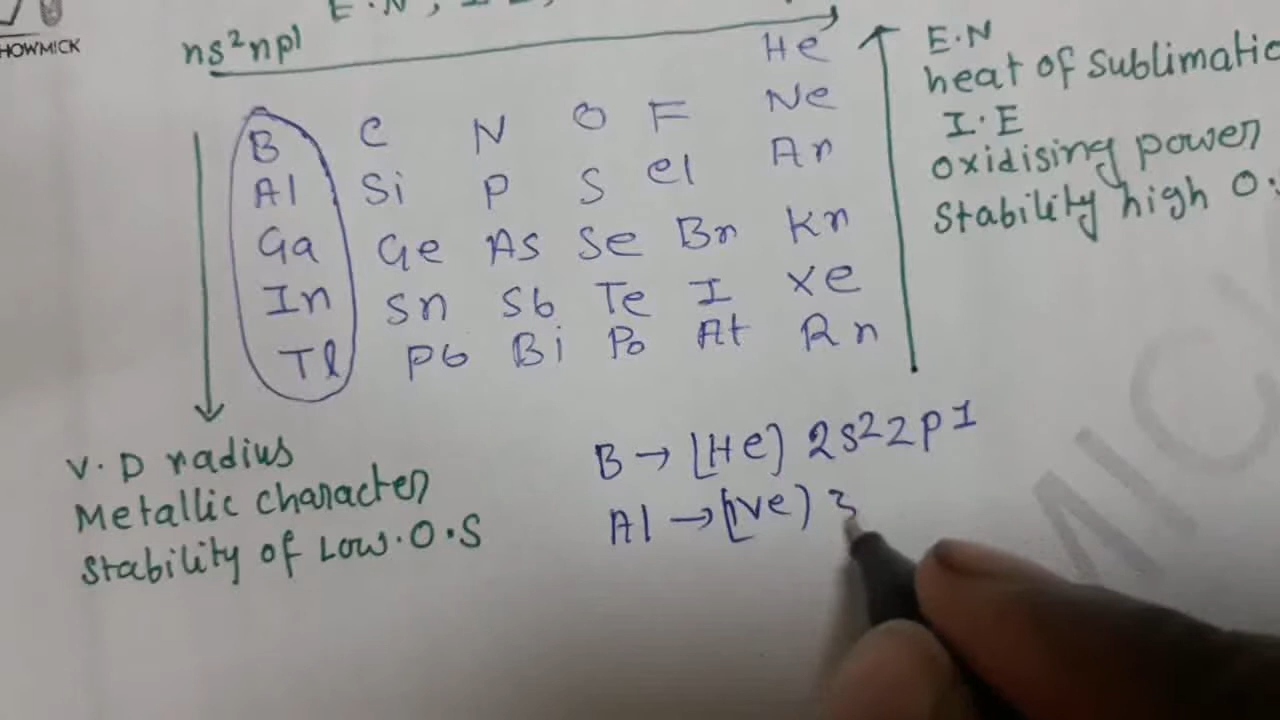 HOWMICK
E.N, I
ns²np1
He
B C N O F Ne
Al Si P S cl Ar
Ga Ge As Se Br Kr
In Sn Sb Te I Xe
Tl Pb Bi Po At Rn
E.N
heat of sublimatic
I.E
oxidising power
Stability high O.
V.D radius
Metallic character
Stability of Low.O.S
B → [He] 2s²2p1
Al → [Ne] 3
MICK